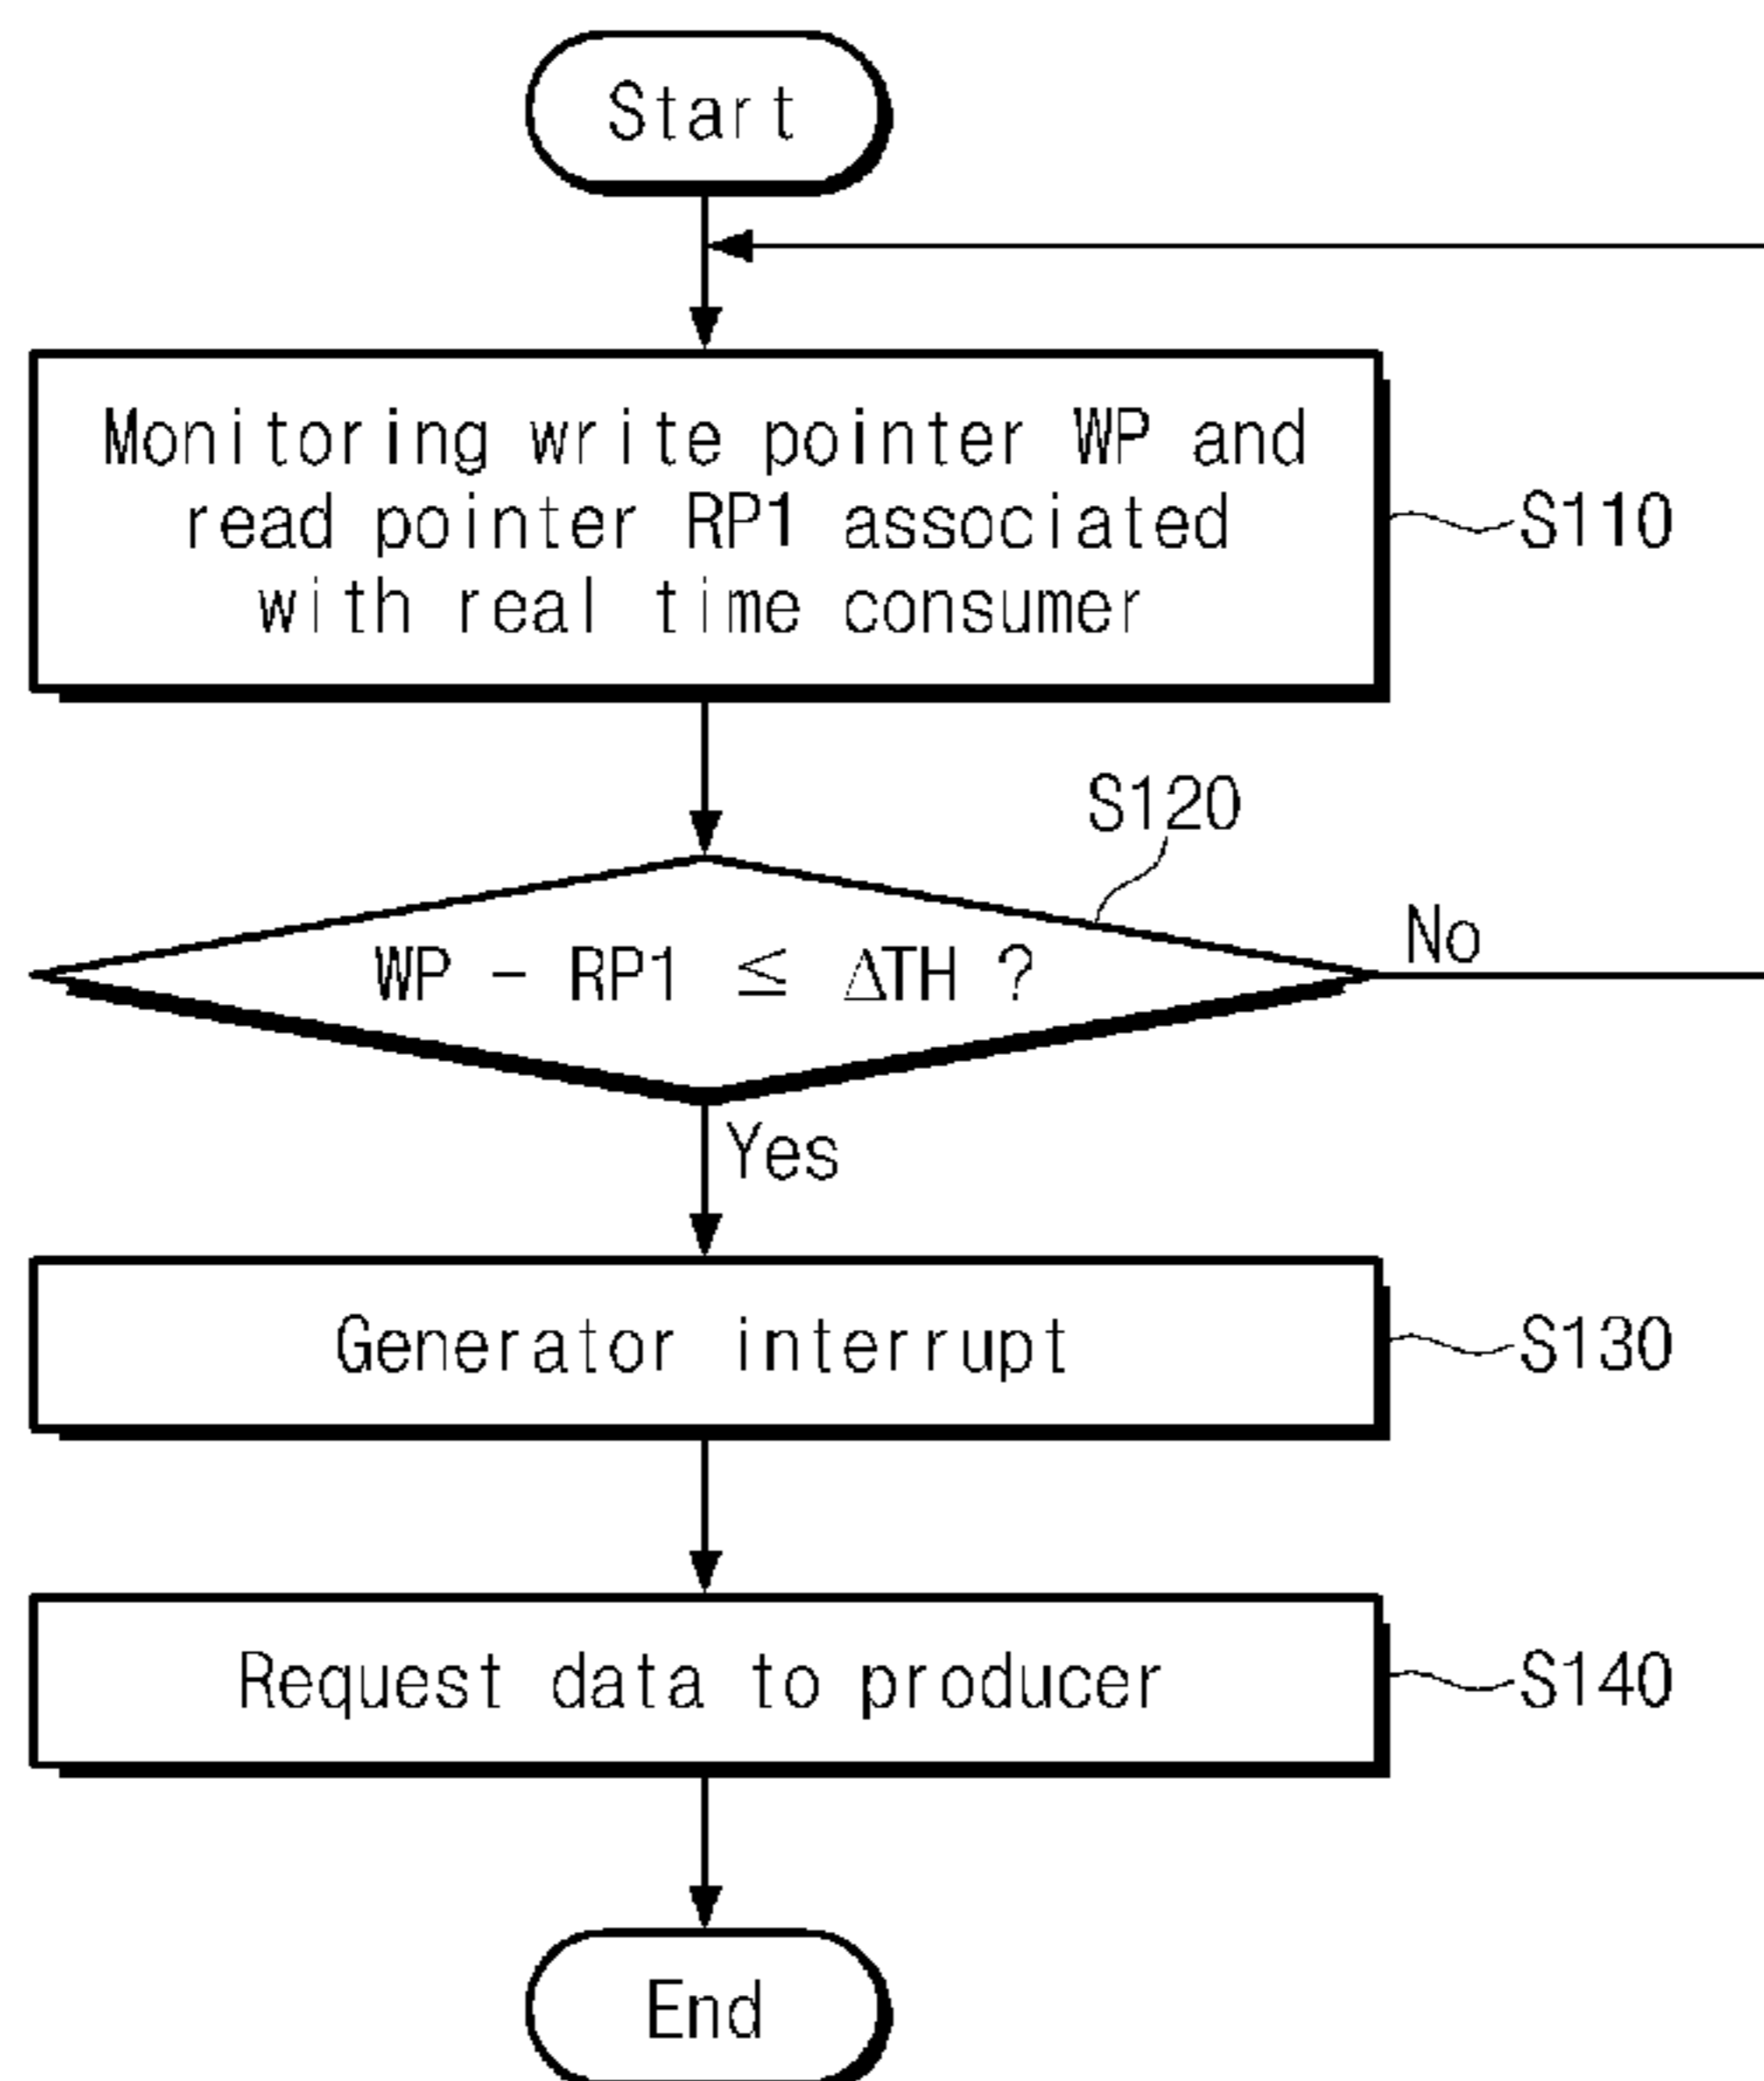 Start
Monitoring write pointer WP and
read pointer RP1 associated
with real time consumer
S110
S120
WP - RP1 ≤ ΔTH ?
No
Yes
Generator interrupt
S130
Request data to producer
S140
End